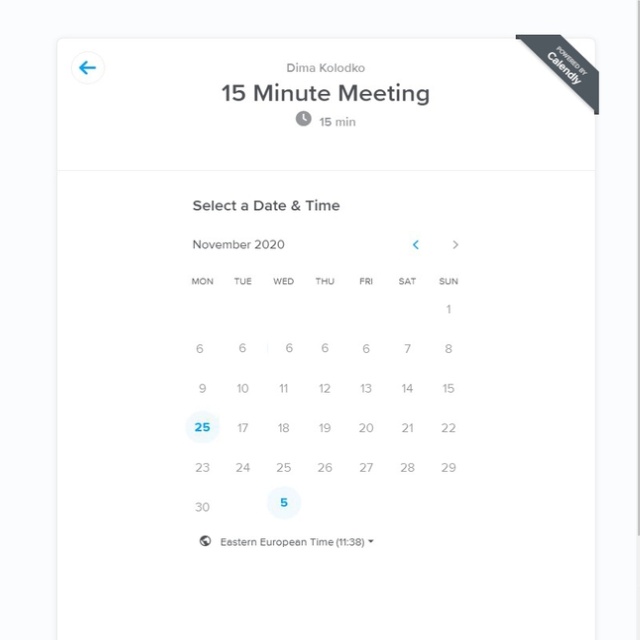 POWERED BY
Calendly
Dima Kolodko
15 Minute Meeting
15 min
Select a Date & Time
November 2020
MON TUE WED THU FRI SAT SUN
1
6 6 6 6 6 7 8
9 10 11 12 13 14 15
25 17 18 19 20 21 22
23 24 25 26 27 28 29
30 5
Eastern European Time (11:38)